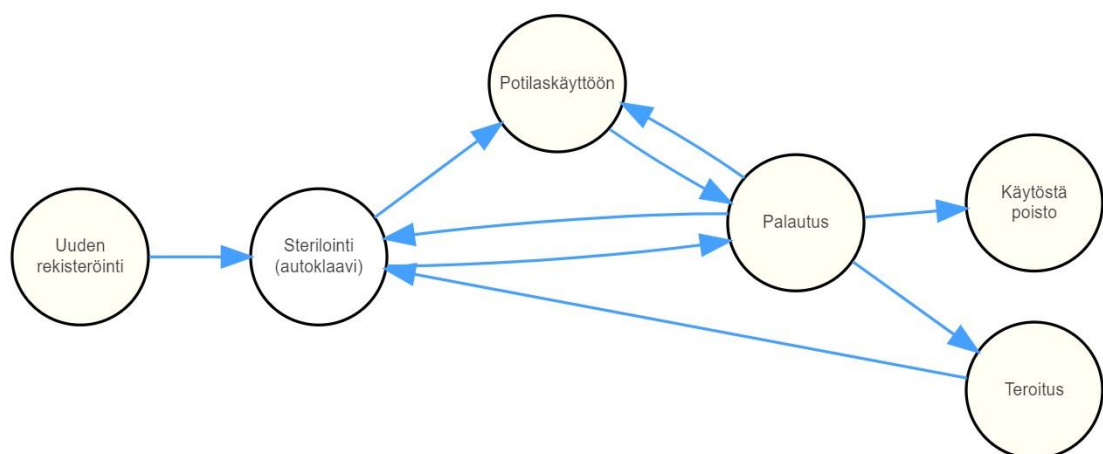 Potilaskäyttöön
Uuden
rekisteröinti
Sterilointi
(autoklaavi)
Palautus
Käytöstä
poisto
Teroitus